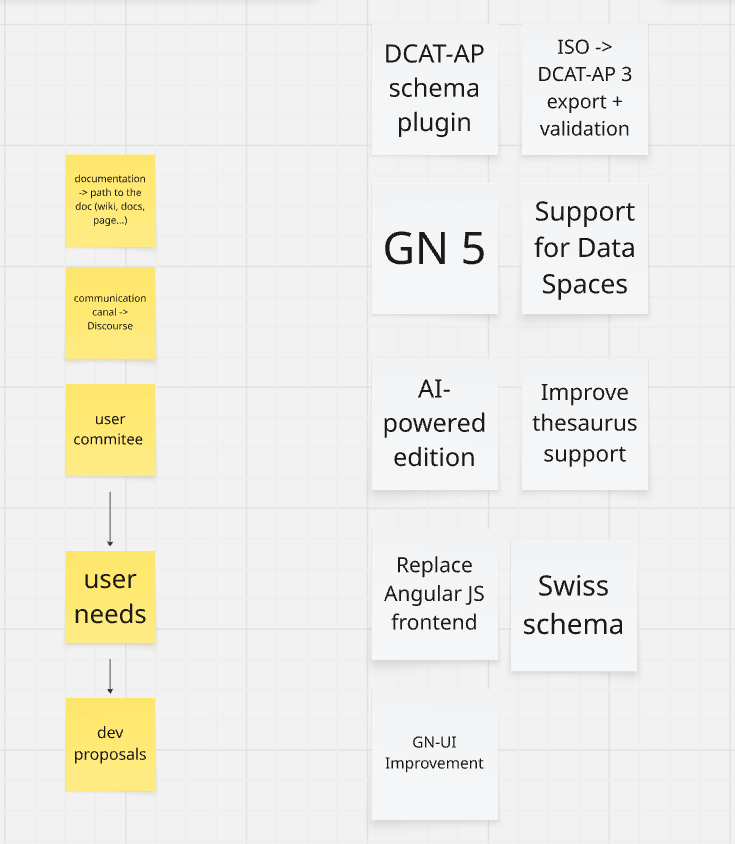 documentation
-> path to the
doc (wiki, docs,
page...)
communication
canal ->
Discourse
user
commitee
user
needs
dev
proposals
DCAT-AP
schema
plugin
ISO ->
DCAT-AP 3
export +
validation
GN 5
Support
for Data
Spaces
AI-
powered
edition
Improve
thesaurus
support
Replace
Angular JS
frontend
Swiss
schema
GN-UI
Improvement